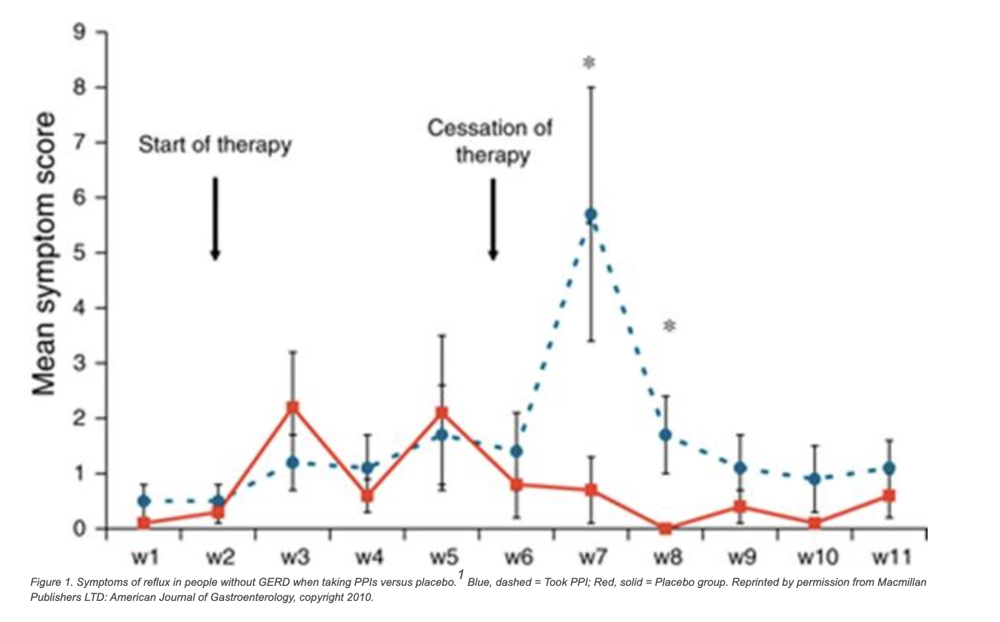 9
8
7
6
5
4
3
2
1
0
Mean symptom score
Start of therapy
Cessation of
therapy
*
*
w1 w2 w3 w4 w5 w6 w7 w8 w9 w10 w11
Figure 1. Symptoms of reflux in people without GERD when taking PPIs versus placebo.1 Blue, dashed = Took PPI; Red, solid = Placebo group. Reprinted by permission from Macmillan
Publishers LTD: American Journal of Gastroenterology, copyright 2010.